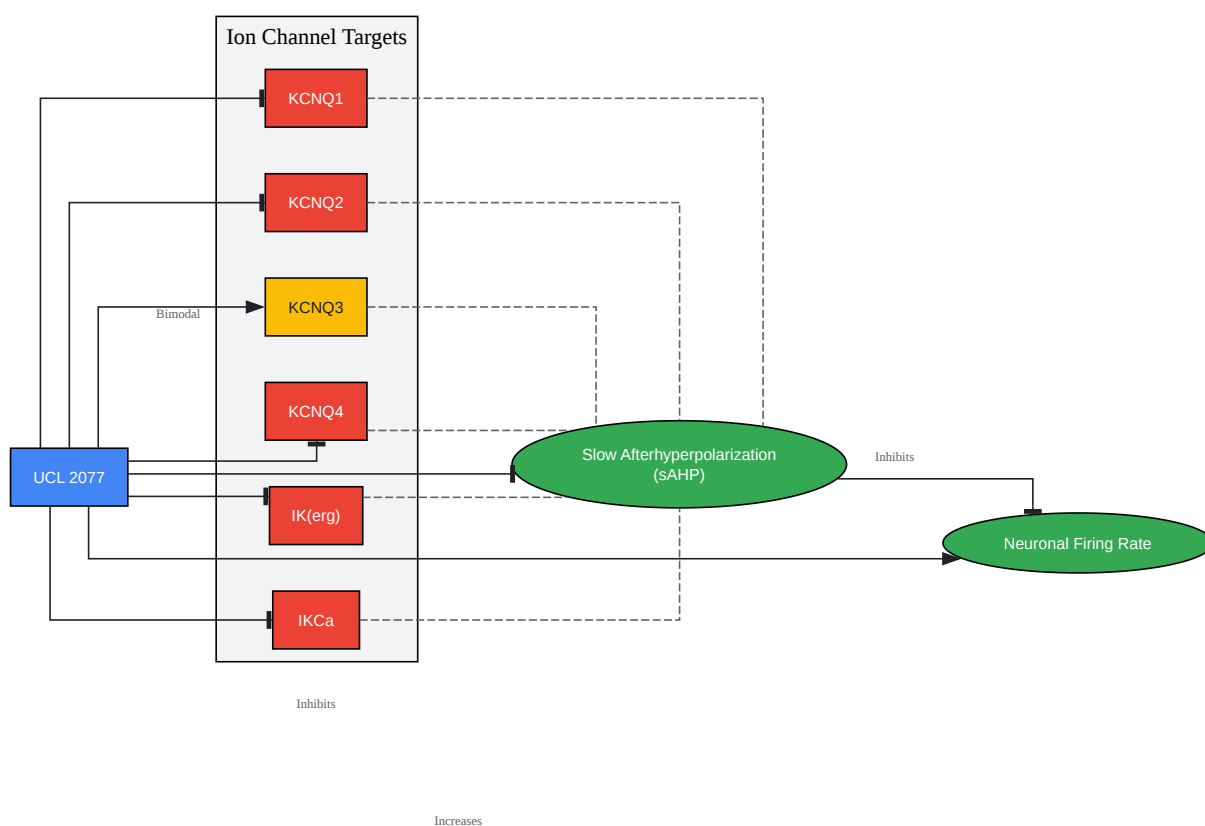 Ion Channel Targets
KCNQ1
KCNQ2
KCNQ3
Bimodal
KCNQ4
Slow Afterhyperpolarization
(sAHP)
Inhibits
UCL 2077
IK(erg)
Neuronal Firing Rate
IKCa
Inhibits
Increases